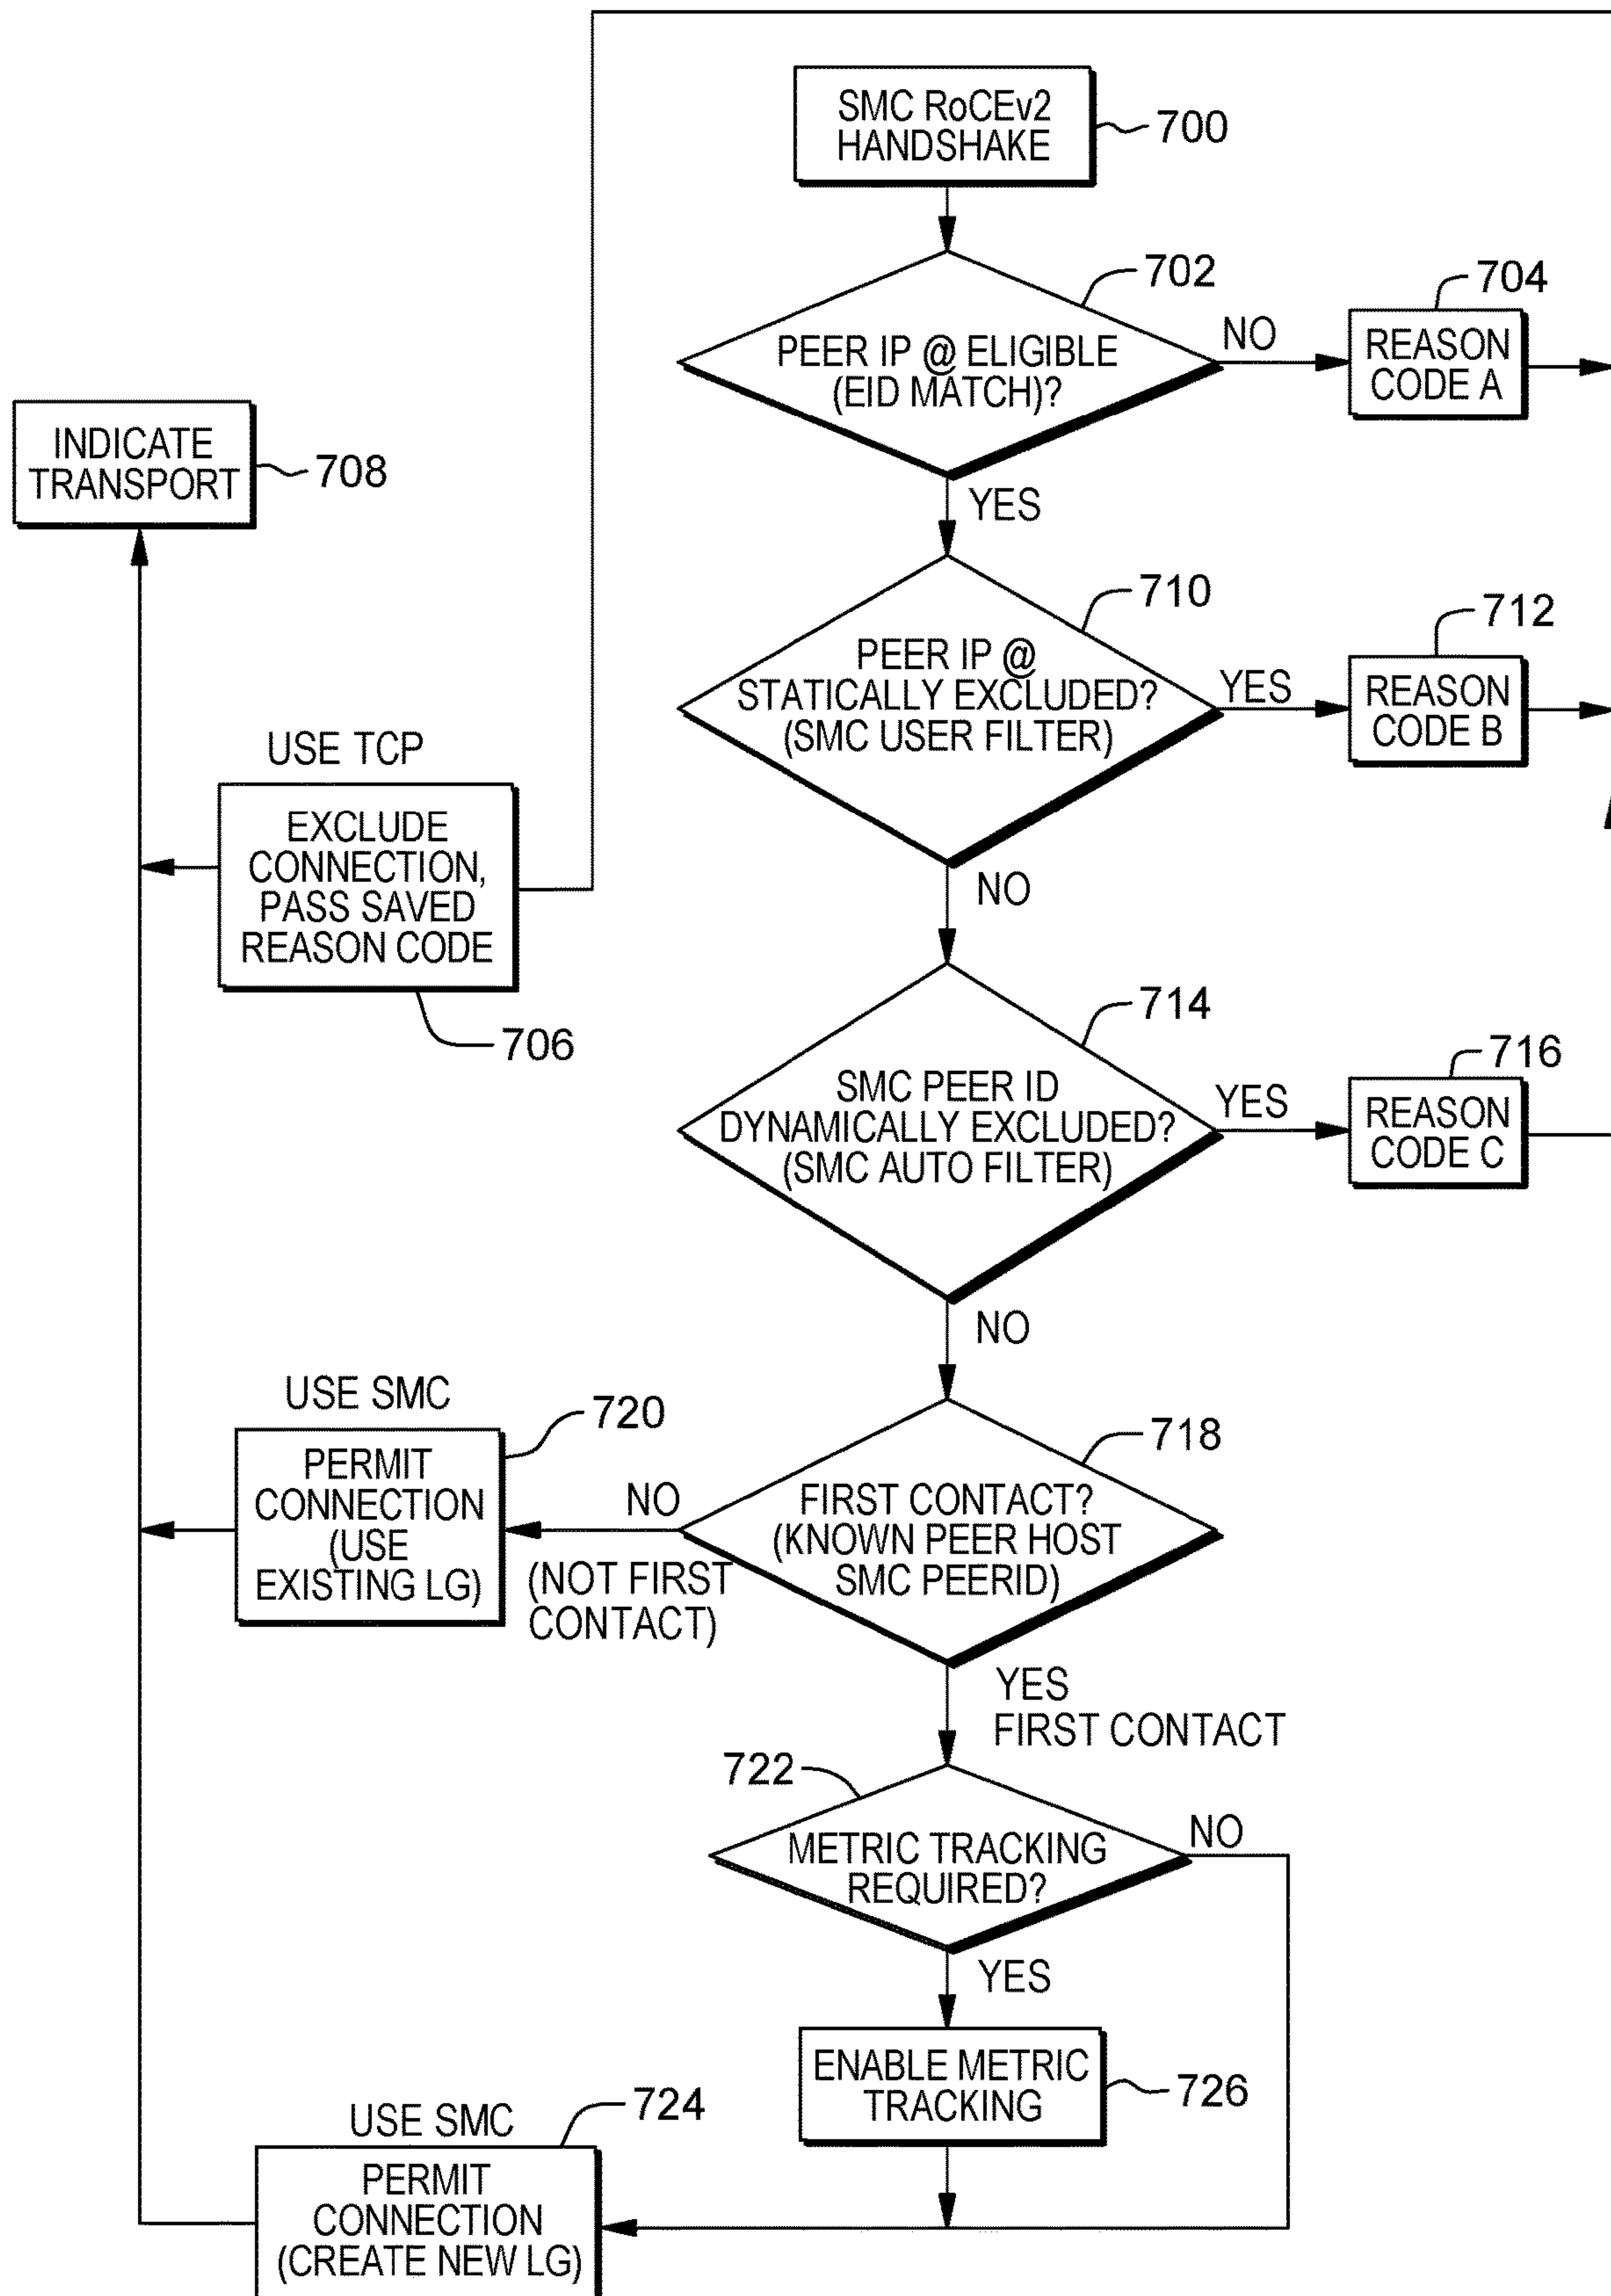 SMC RoCEv2
HANDSHAKE
700
702
PEER IP @ ELIGIBLE
(EID MATCH)?
NO
704
REASON
CODE A
YES
INDICATE
TRANSPORT
708
710
PEER IP @
STATICALLY EXCLUDED?
(SMC USER FILTER)
YES
712
REASON
CODE B
NO
USE TCP
EXCLUDE
CONNECTION,
PASS SAVED
REASON CODE
706
714
SMC PEER ID
DYNAMICALLY EXCLUDED?
(SMC AUTO FILTER)
YES
716
REASON
CODE C
NO
USE SMC
720
PERMIT
CONNECTION
(USE
EXISTING LG)
NO
(NOT FIRST
CONTACT)
718
FIRST CONTACT?
(KNOWN PEER HOST
SMC PEERID)
YES
FIRST CONTACT
722
METRIC TRACKING
REQUIRED?
NO
YES
ENABLE METRIC
TRACKING
726
USE SMC
724
PERMIT
CONNECTION
(CREATE NEW LG)